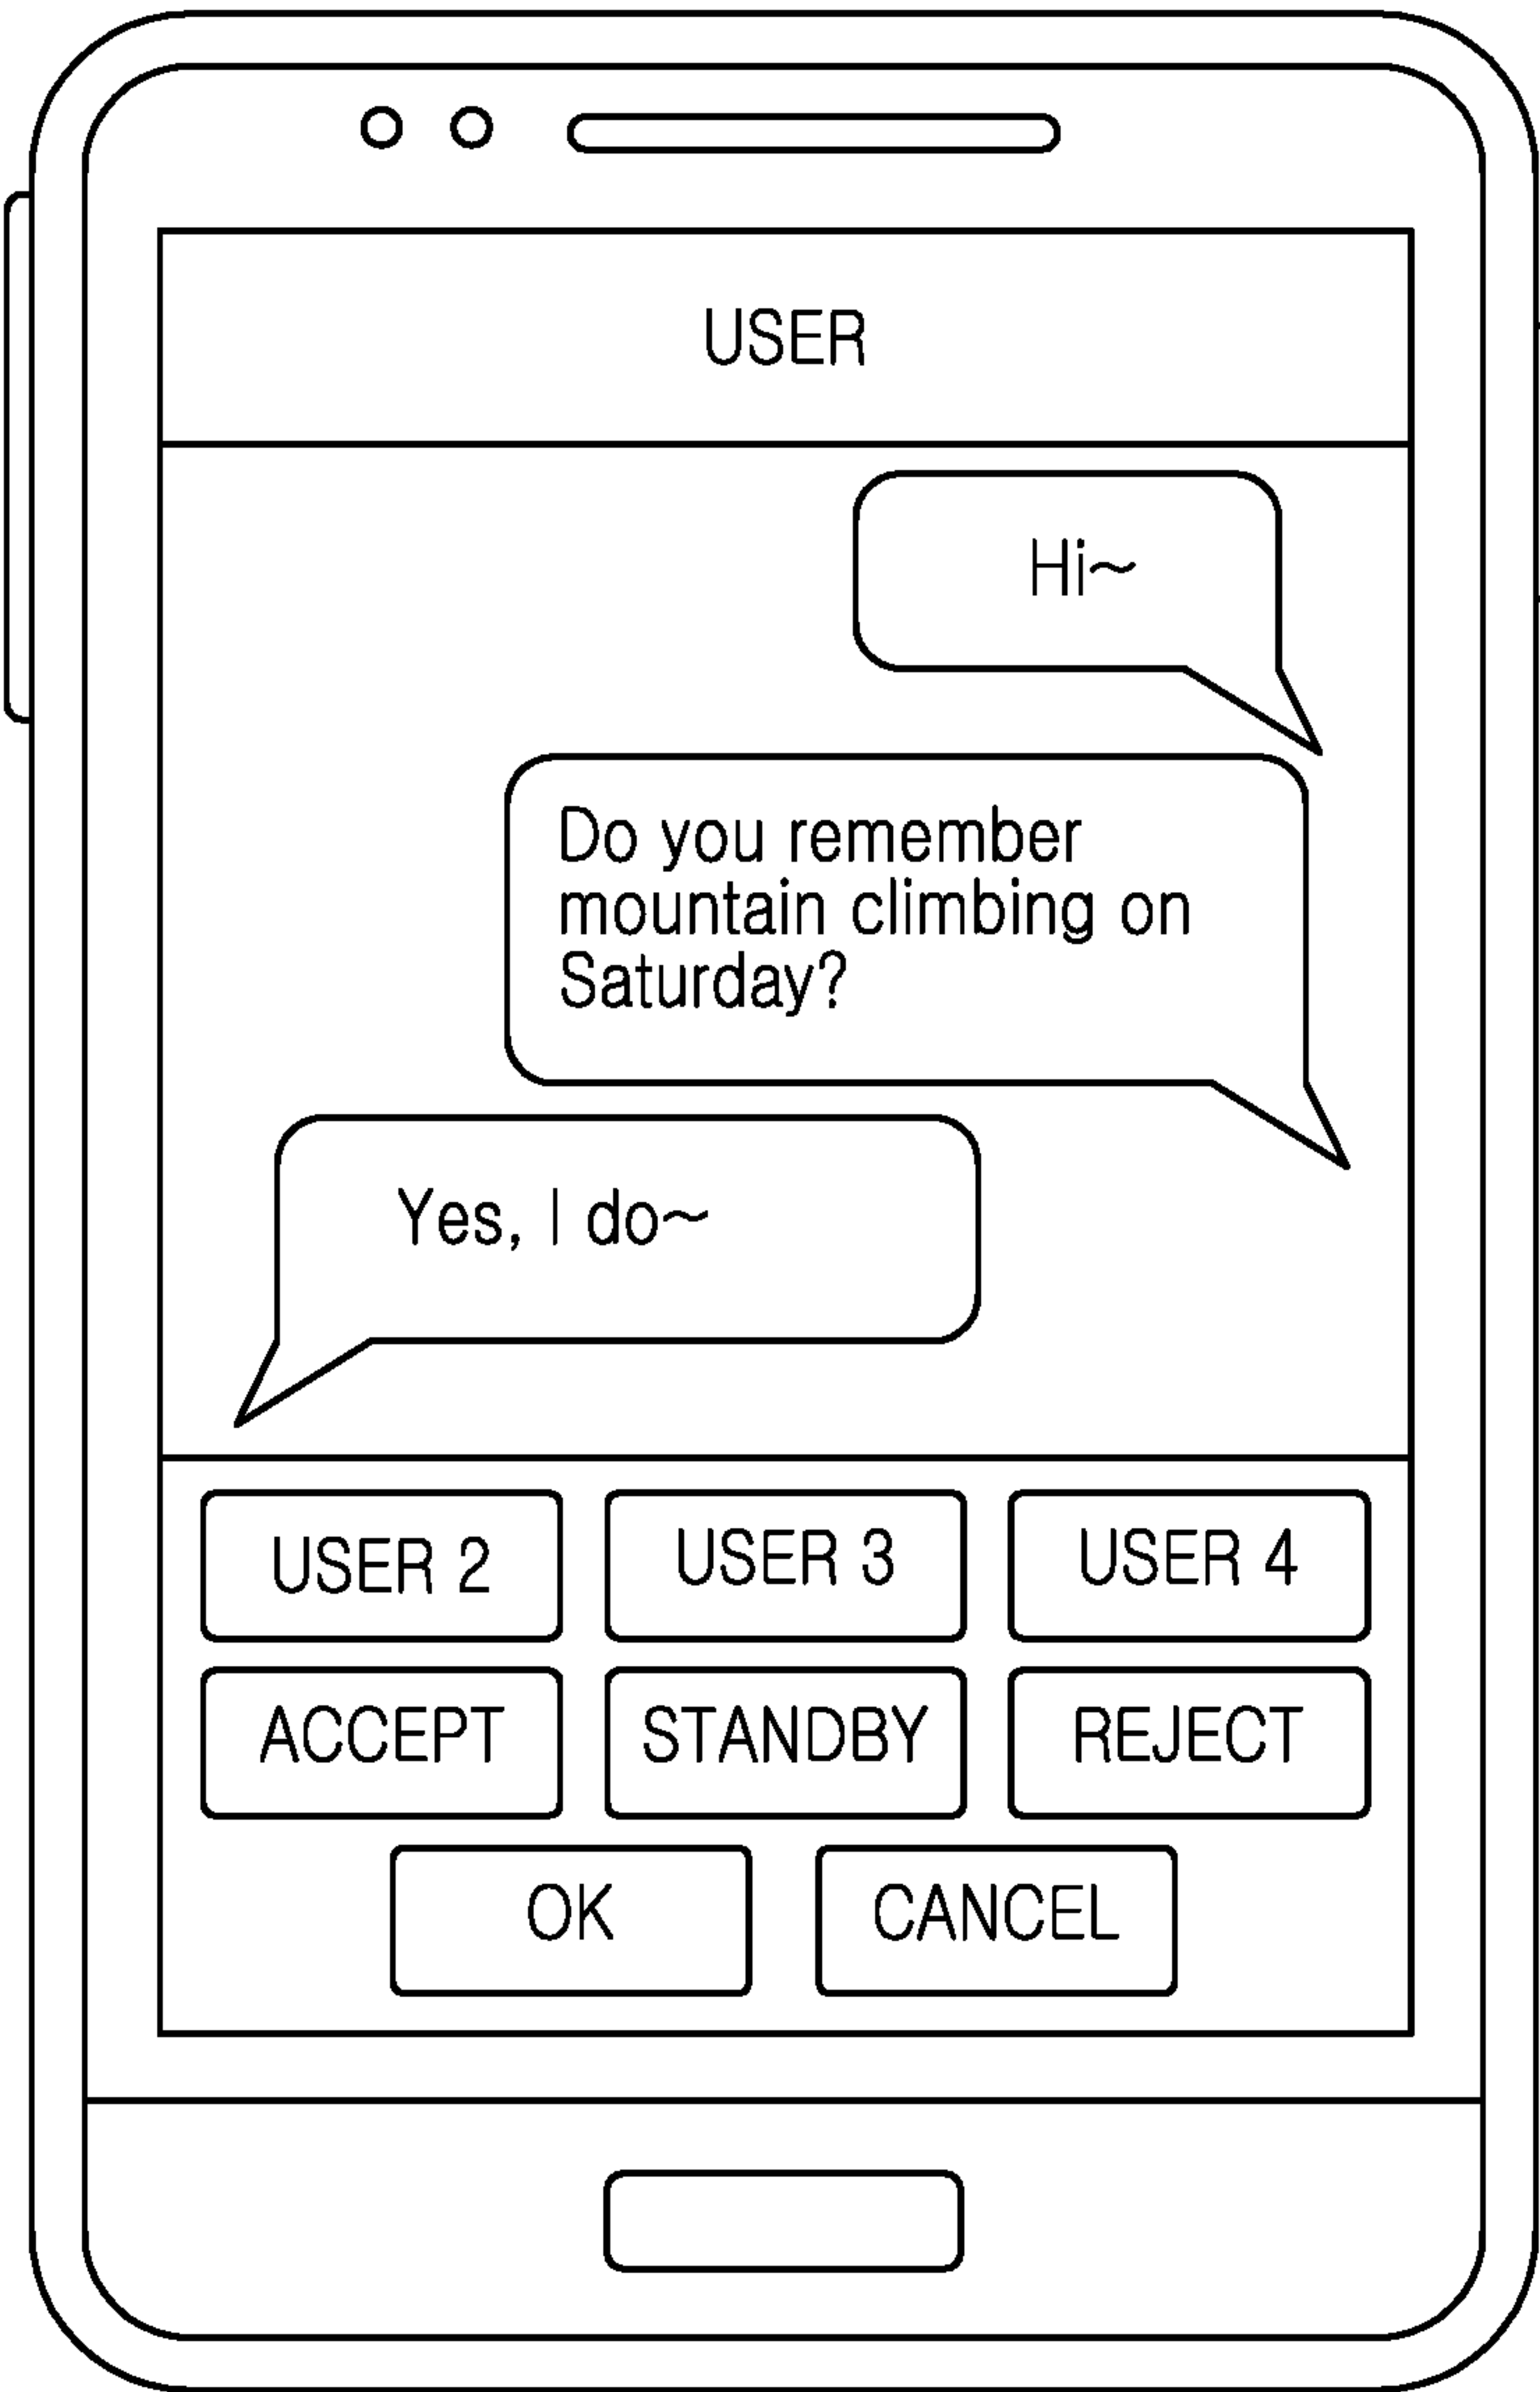 USER
Hi~
Do you remember
mountain climbing on
Saturday?
Yes, I do~
USER 2 USER 3 USER 4
ACCEPT STANDBY REJECT
OK CANCEL